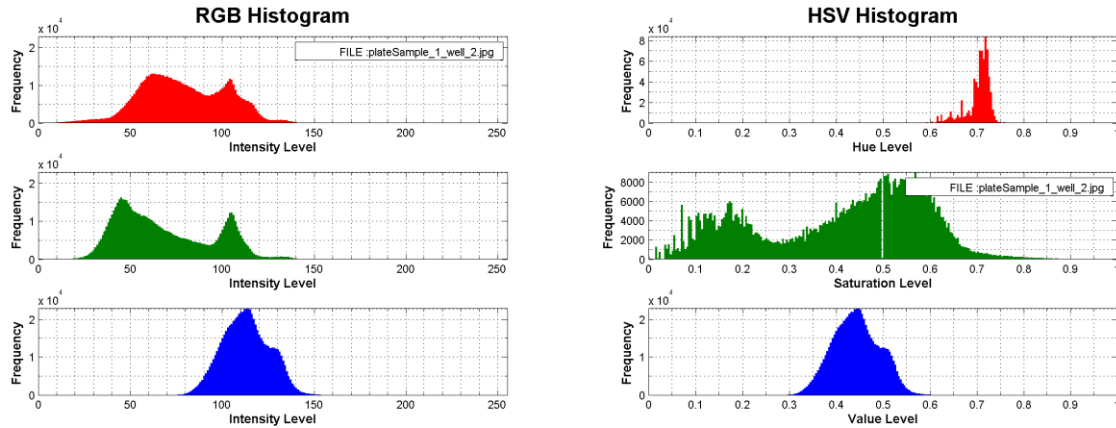 RGB Histogram
HSV Histogram
x 10^4
2
1
0
Frequency
FILE :plateSample_1_well_2.jpg
0 50 100 150 200 250
Intensity Level
x 10^4
2
1
0
Frequency
0 50 100 150 200 250
Intensity Level
x 10^4
2
1
0
Frequency
0 50 100 150 200 250
Intensity Level
x 10^4
8
6
4
2
0
Frequency
0 0.1 0.2 0.3 0.4 0.5 0.6 0.7 0.8 0.9 1
Hue Level
8000
6000
4000
2000
0
Frequency
FILE :plateSample_1_well_2.jpg
0 0.1 0.2 0.3 0.4 0.5 0.6 0.7 0.8 0.9 1
Saturation Level
x 10^4
2
1
0
Frequency
0 0.1 0.2 0.3 0.4 0.5 0.6 0.7 0.8 0.9 1
Value Level